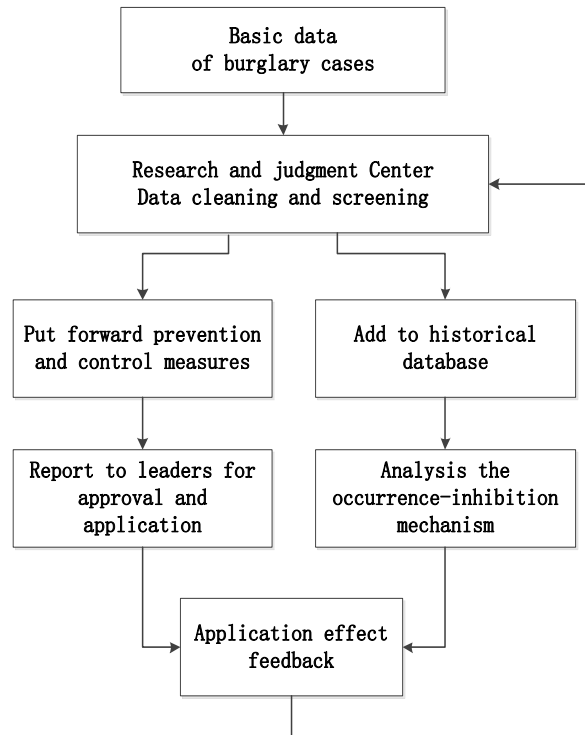 Basic data
of burglary cases
Research and judgment Center
Data cleaning and screening
Put forward prevention
and control measures
Add to historical
database
Report to leaders for
approval and
application
Analysis the
occurrence-inhibition
mechanism
Application effect
feedback